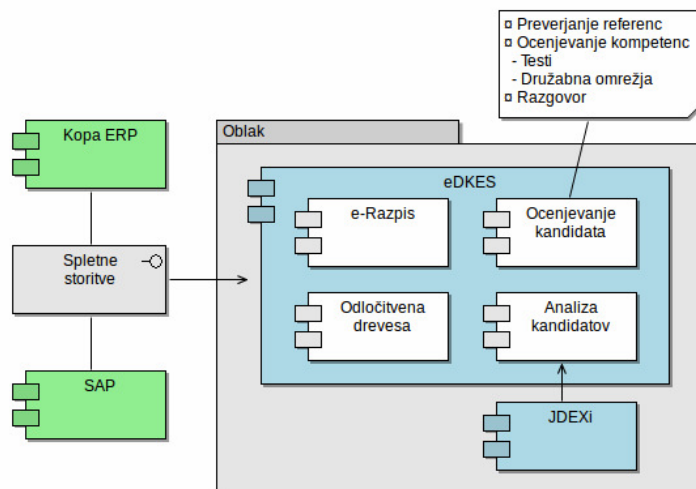 ¤ Preverjanje referenc
¤ Ocenjevanje kompetenc
- Testi
- Družabna omrežja
¤ Razgovor
Kopa ERP
Oblak
eDKES
e-Razpis
Ocenjevanje
kandidata
Spletne
storitve
Odločitvena
drevesa
Analiza
kandidatov
SAP
JDEXi